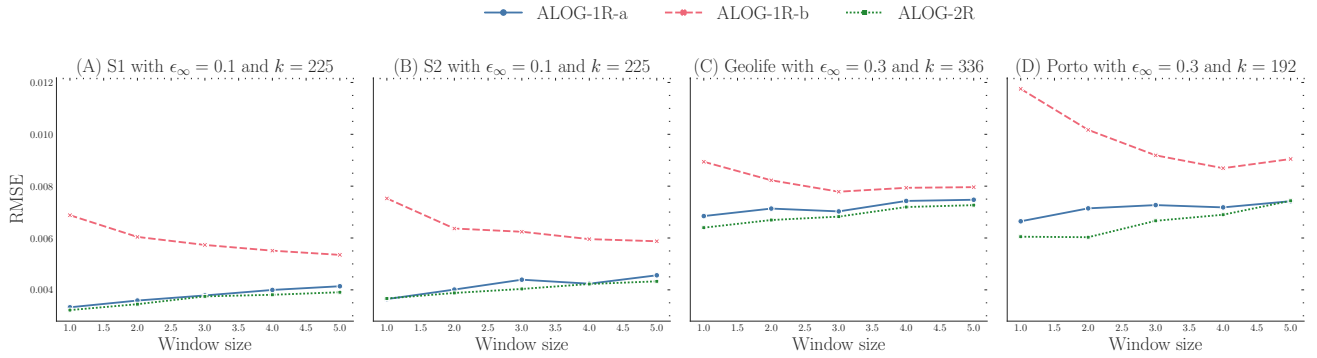 ALOG-1R-a ALOG-1R-b ALOG-2R
(A) S1 with ϵ∞ = 0.1 and k = 225
(B) S2 with ϵ∞ = 0.1 and k = 225
(C) Geolife with ϵ∞ = 0.3 and k = 336
(D) Porto with ϵ∞ = 0.3 and k = 192
RMSE
0.012
0.010
0.008
0.006
0.004
1.0 1.5 2.0 2.5 3.0 3.5 4.0 4.5 5.0
1.0 1.5 2.0 2.5 3.0 3.5 4.0 4.5 5.0
1.0 1.5 2.0 2.5 3.0 3.5 4.0 4.5 5.0
1.0 1.5 2.0 2.5 3.0 3.5 4.0 4.5 5.0
Window size
Window size
Window size
Window size